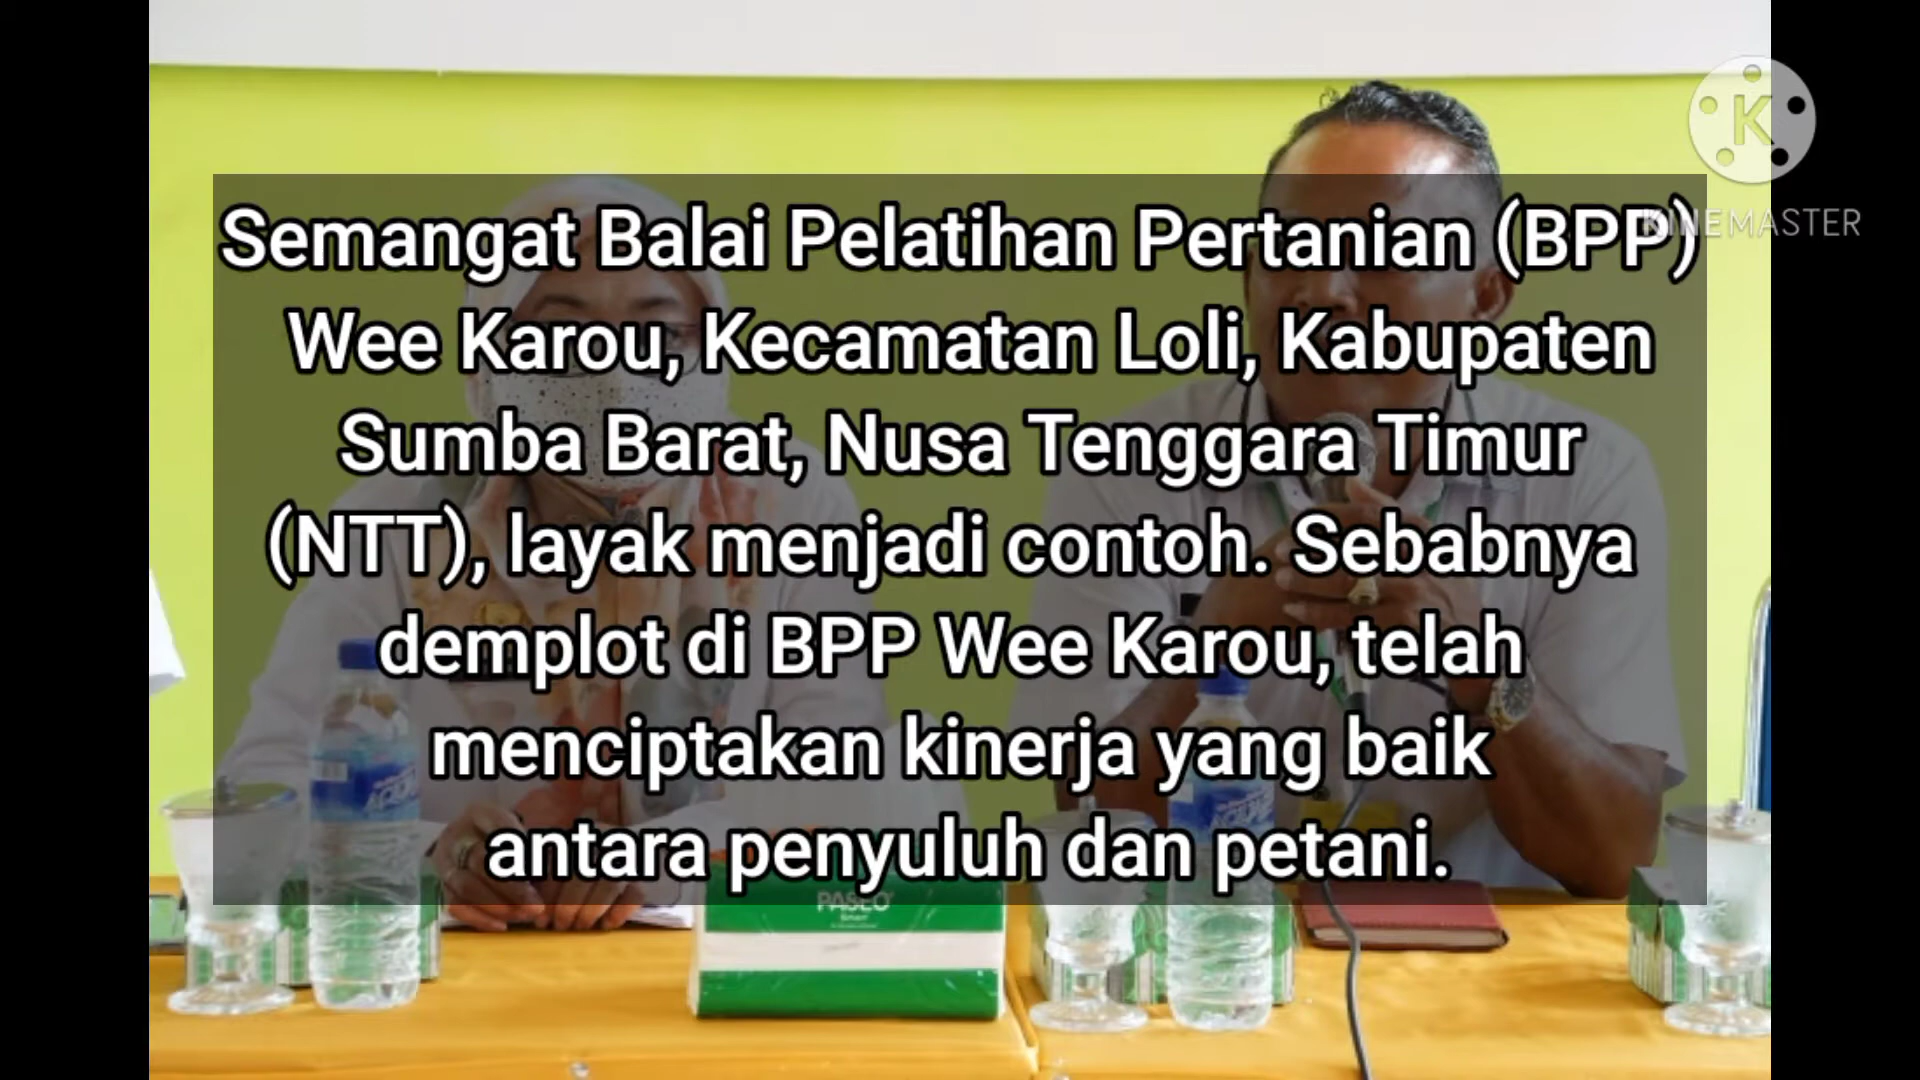 Semangat Balai Pelatihan Pertanian (BPP)
Wee Karou, Kecamatan Loli, Kabupaten
Sumba Barat, Nusa Tenggara Timur
(NTT), layak menjadi contoh. Sebabnya
demplot di BPP Wee Karou, telah
menciptakan kinerja yang baik
antara penyuluh dan petani.
K
KINEMASTER
PASEO